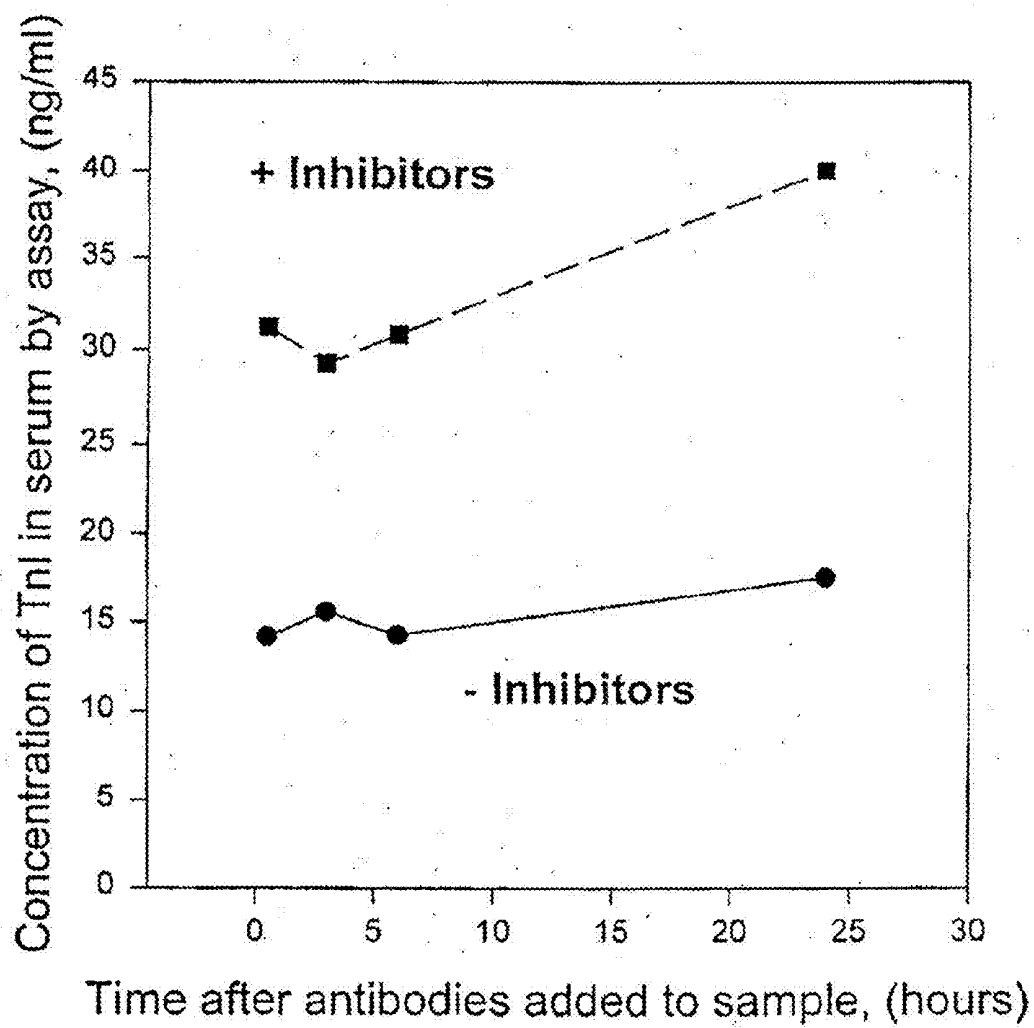 Concentration of TnI in serum by assay, (ng/ml)
45
40
35
30
25
20
15
10
5
0
+ Inhibitors
- Inhibitors
0 5 10 15 20 25 30
Time after antibodies added to sample, (hours)